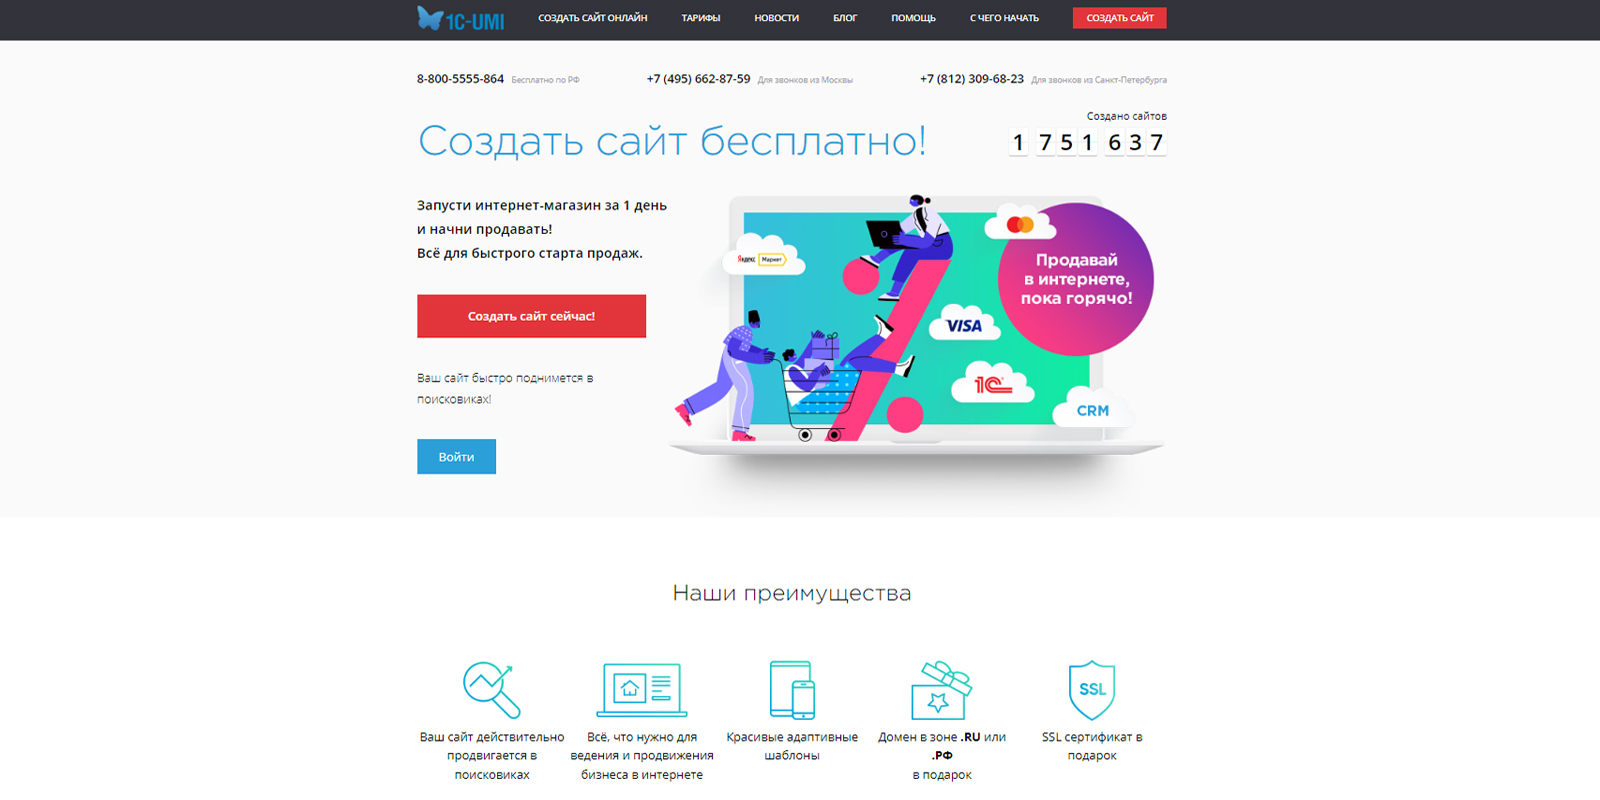 1C-UMI
СОЗДАТЬ САЙТ ОНЛАЙН
ТАРИФЫ
НОВОСТИ
БЛОГ
ПОМОЩЬ
С ЧЕГО НАЧАТЬ
СОЗДАТЬ САЙТ
8-800-5555-864 Бесплатно по РФ
+7 (495) 662-87-59 Для звонков из Москвы
+7 (812) 309-68-23 Для звонков из Санкт-Петербурга
Создать сайт бесплатно!
Создано сайтов
1 751 637
Запусти интернет-магазин за 1 день
и начни продавать!
Всё для быстрого старта продаж.
Создать сайт сейчас!
Ваш сайт быстро поднимется в
поисковиках!
Войти
Яндекс Маркет
Продавай
в интернете,
пока горячо!
VISA
1С
CRM
Наши преимущества
SSL
Ваш сайт действительно
продвигается в
поисковиках
Всё, что нужно для
ведения и продвижения
бизнеса в интернете
Красивые адаптивные
шаблоны
Домен в зоне .RU или
.РФ
в подарок
SSL сертификат в
подарок